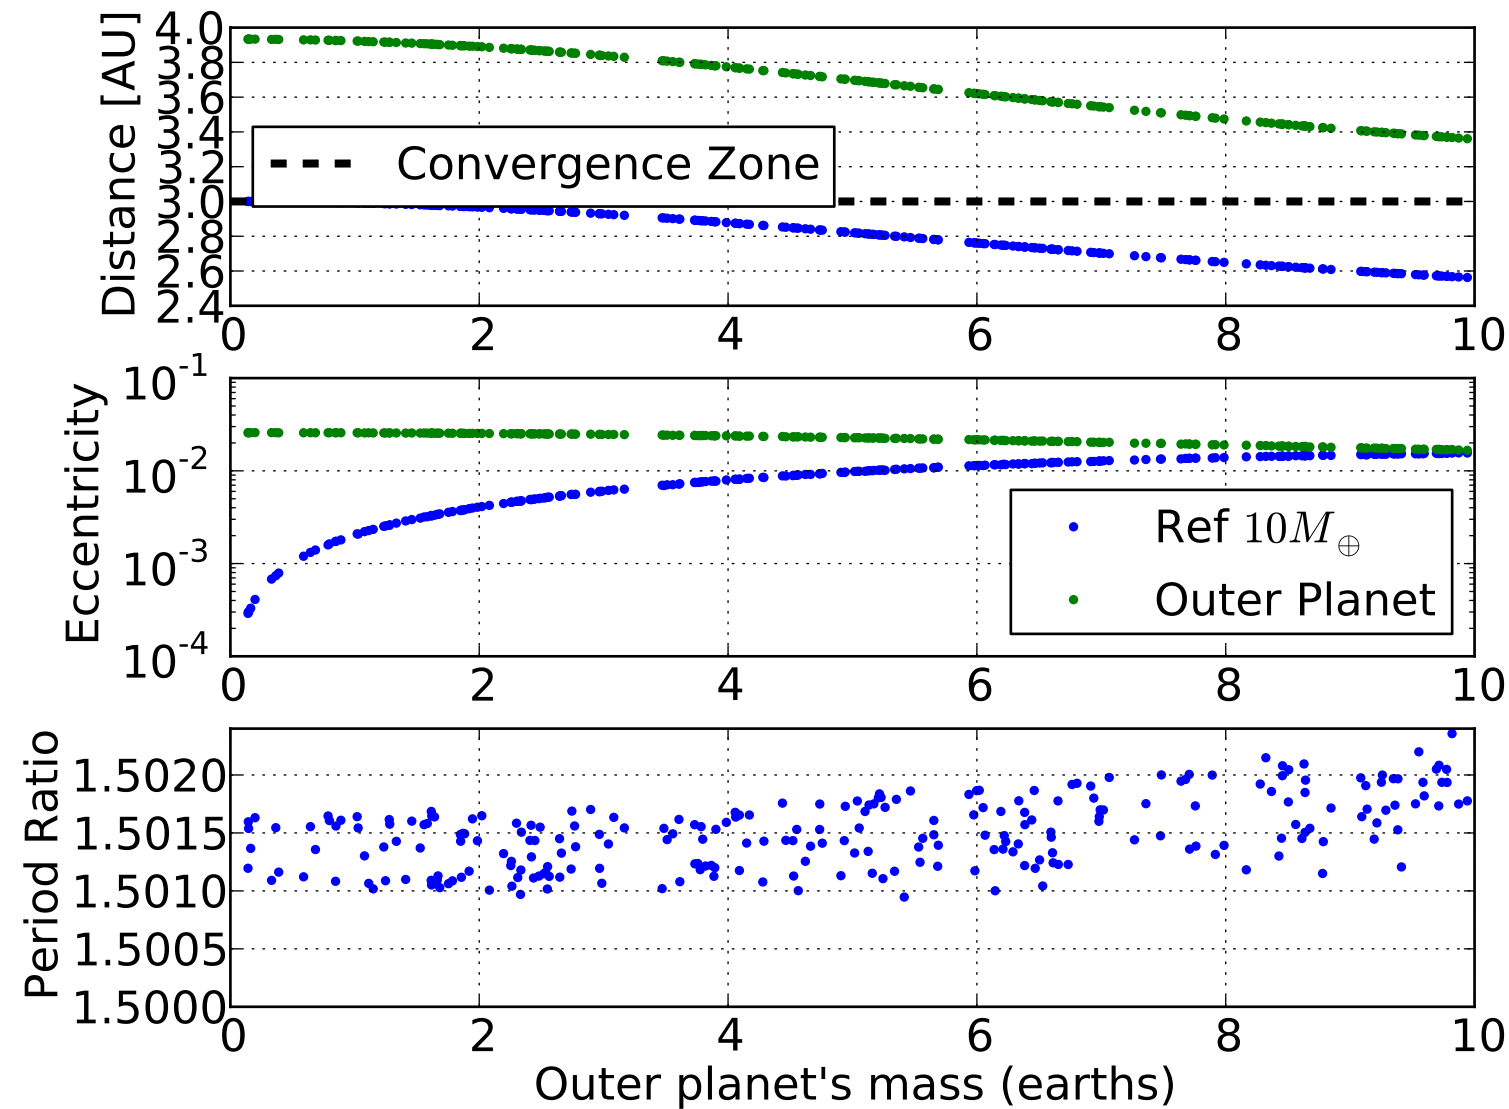 Distance [AU]
4.0
3.8
3.6
3.4
3.2
3.0
2.8
2.6
2.4
Convergence Zone
0 2 4 6 8 10
Eccentricity
10^-1
10^-2
10^-3
10^-4
Ref 10M⊕
Outer Planet
0 2 4 6 8 10
Period Ratio
1.5020
1.5015
1.5010
1.5005
1.5000
0 2 4 6 8 10
Outer planet's mass (earths)